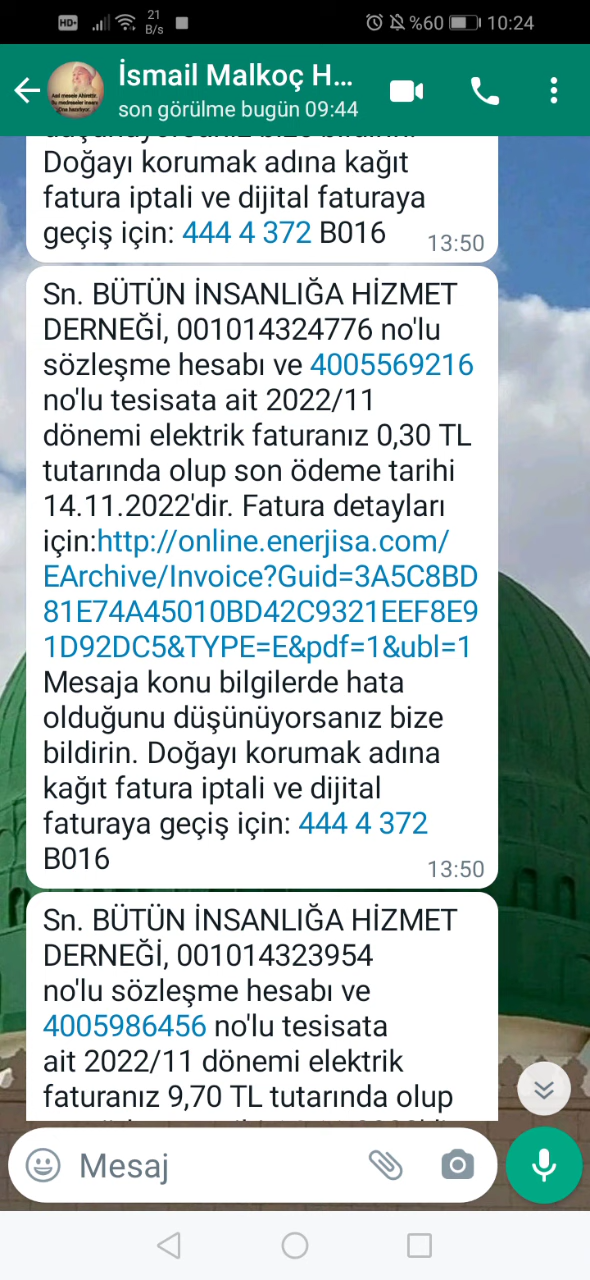 HD+ 21 B/s %60 10:24
İsmail Malkoç H...
son görülme bugün 09:44
düşünüyorsanız bize bildirin.
Doğayı korumak adına kağıt
fatura iptali ve dijital faturaya
geçiş için: 444 4 372 B016 13:50
Sn. BÜTÜN İNSANLIĞA HİZMET
DERNEĞİ, 001014324776 no'lu
sözleşme hesabı ve 4005569216
no'lu tesisata ait 2022/11
dönemi elektrik faturanız 0,30 TL
tutarında olup son ödeme tarihi
14.11.2022'dir. Fatura detayları
için:http://online.enerjisa.com/
EArchive/Invoice?Guid=3A5C8BD
81E74A45010BD42C9321EEF8E9
1D92DC5&TYPE=E&pdf=1&ubl=1
Mesaja konu bilgilerde hata
olduğunu düşünüyorsanız bize
bildirin. Doğayı korumak adına
kağıt fatura iptali ve dijital
faturaya geçiş için: 444 4 372
B016 13:50
Sn. BÜTÜN İNSANLIĞA HİZMET
DERNEĞİ, 001014323954
no'lu sözleşme hesabı ve
4005986456 no'lu tesisata
ait 2022/11 dönemi elektrik
faturanız 9,70 TL tutarında olup
Mesaj